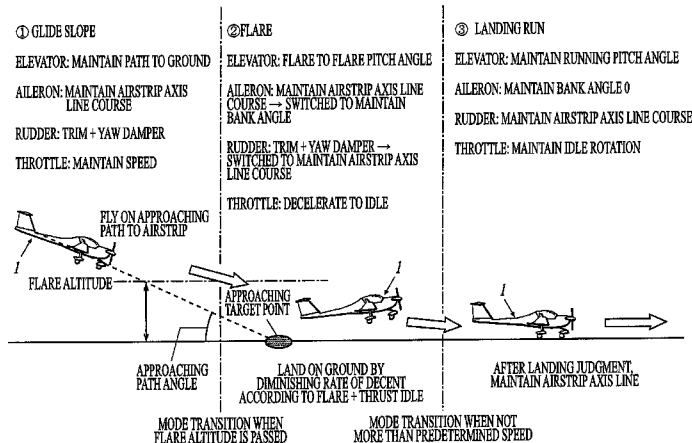 ① GLIDE SLOPE
ELEVATOR: MAINTAIN PATH TO GROUND
AILERON: MAINTAIN AIRSTRIP AXIS
LINE COURSE
RUDDER: TRIM + YAW DAMPER
THROTTLE: MAINTAIN SPEED
② FLARE
ELEVATOR: FLARE TO FLARE PITCH ANGLE
AILERON: MAINTAIN AIRSTRIP AXIS LINE
COURSE → SWITCHED TO MAINTAIN
BANK ANGLE
RUDDER: TRIM + YAW DAMPER →
SWITCHED TO MAINTAIN AIRSTRIP AXIS
LINE COURSE
THROTTLE: DECELERATE TO IDLE
③ LANDING RUN
ELEVATOR: MAINTAIN RUNNING PITCH ANGLE
AILERON: MAINTAIN BANK ANGLE 0
RUDDER: MAINTAIN AIRSTRIP AXIS LINE COURSE
THROTTLE: MAINTAIN IDLE ROTATION
FLY ON APPROACHING
PATH TO AIRSTRIP
1
FLARE ALTITUDE
APPROACHING
TARGET POINT
1
1
APPROACHING
PATH ANGLE
LAND ON GROUND BY
DIMINISHING RATE OF DECENT
ACCORDING TO FLARE + THRUST IDLE
AFTER LANDING JUDGMENT,
MAINTAIN AIRSTRIP AXIS LINE
MODE TRANSITION WHEN
FLARE ALTITUDE IS PASSED
MODE TRANSITION WHEN NOT
MORE THAN PREDETERMINED SPEED